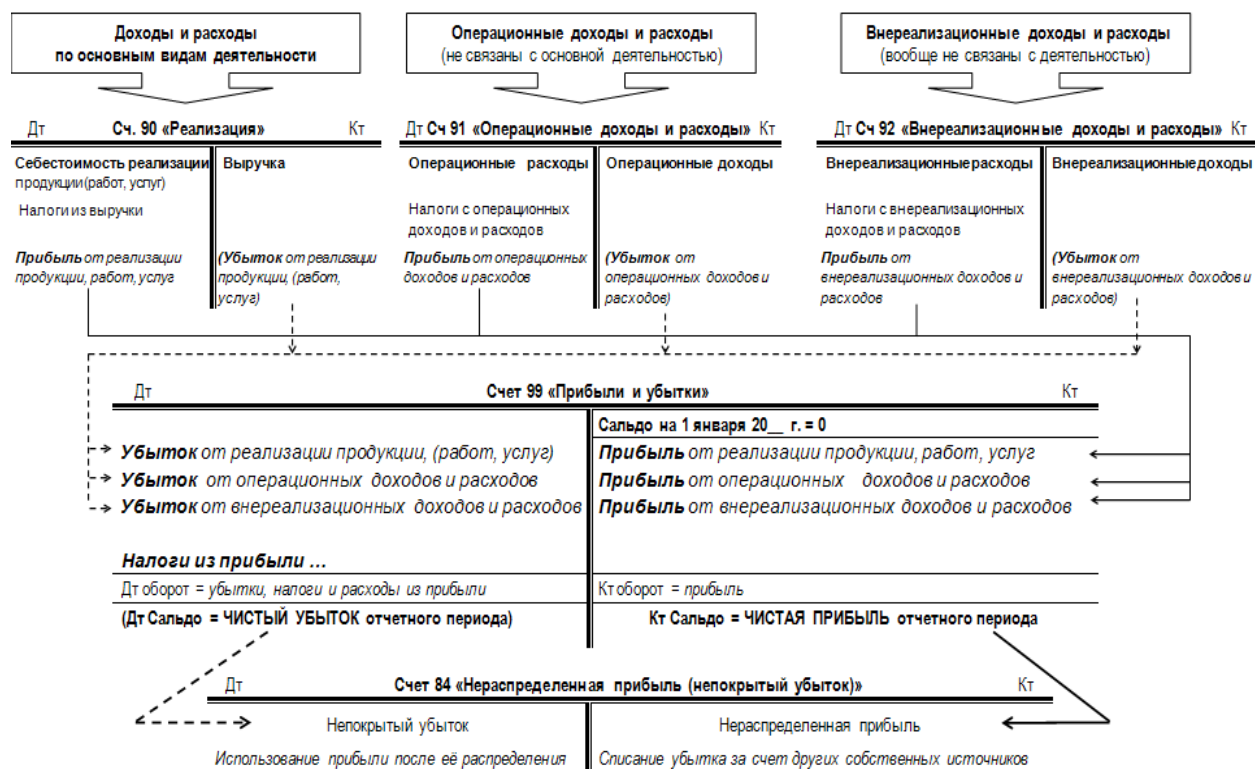 Доходы и расходы
по основным видам деятельности
Операционные доходы и расходы
(не связаны с основной деятельностью)
Внереализационные доходы и расходы
(вообще не связаны с деятельностью)
Дт Сч. 90 «Реализация» Кт
Себестоимость реализации
продукции(работ, услуг)
Налоги из выручки
Прибыль от реализации
продукции, работ, услуг
Выручка
(Убыток от реализации
продукции, (работ,
услуг)
Дт Сч 91 «Операционные доходы и расходы» Кт
Операционные расходы
Налоги с операционных
доходов и расходов
Прибыль от операционных
доходов и расходов
Операционные доходы
(Убыток от
операционных доходов и
расходов)
Дт Сч 92 «Внереализационные доходы и расходы» Кт
Внереализационные расходы
Налоги с внереализационных
доходов и расходов
Прибыль от
внереализационных доходов и
расходов
Внереализационные доходы
(Убыток от
внереализационных доходов и
расходов)
Дт Счет 99 «Прибыли и убытки» Кт
Сальдо на 1 января 20__ г. = 0
Убыток от реализации продукции, (работ, услуг)
Прибыль от реализации продукции, работ, услуг
Убыток от операционных доходов и расходов
Прибыль от операционных доходов и расходов
Убыток от внереализационных доходов и расходов
Прибыль от внереализационных доходов и расходов
Налоги из прибыли ...
Дт оборот = убытки, налоги и расходы из прибыли
Кт оборот = прибыль
(Дт Сальдо = ЧИСТЫЙ УБЫТОК отчетного периода)
Кт Сальдо = ЧИСТАЯ ПРИБЫЛЬ отчетного периода
Дт Счет 84 «Нераспределенная прибыль (непокрытый убыток)» Кт
Непокрытый убыток
Нераспределенная прибыль
Использование прибыли после её распределения
Списание убытка за счет других собственных источников